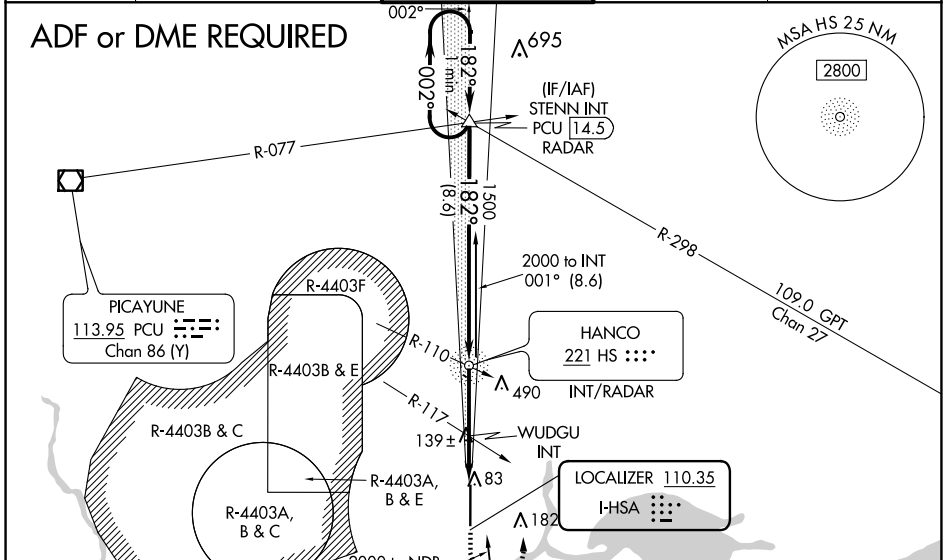 ADF or DME REQUIRED
002°
182°
1 min
002°
695
MSA HS 25 NM
2800
(IF/IAF)
STENN INT
PCU 14.5
RADAR
R-077
182°
(8.6)
1500
R-298
2000 to INT
001° (8.6)
109.0 GPT
Chan 27
PICAYUNE
113.95 PCU
Chan 86 (Y)
R-4403F
R-110
HANCO
221 HS
INT/RADAR
R-4403B & E
490
R-117
R-4403B & C
139±
WUDGU
INT
83
R-4403A,
B & E
LOCALIZER 110.35
I-HSA
R-4403A,
B & C
182
2000 to NDB